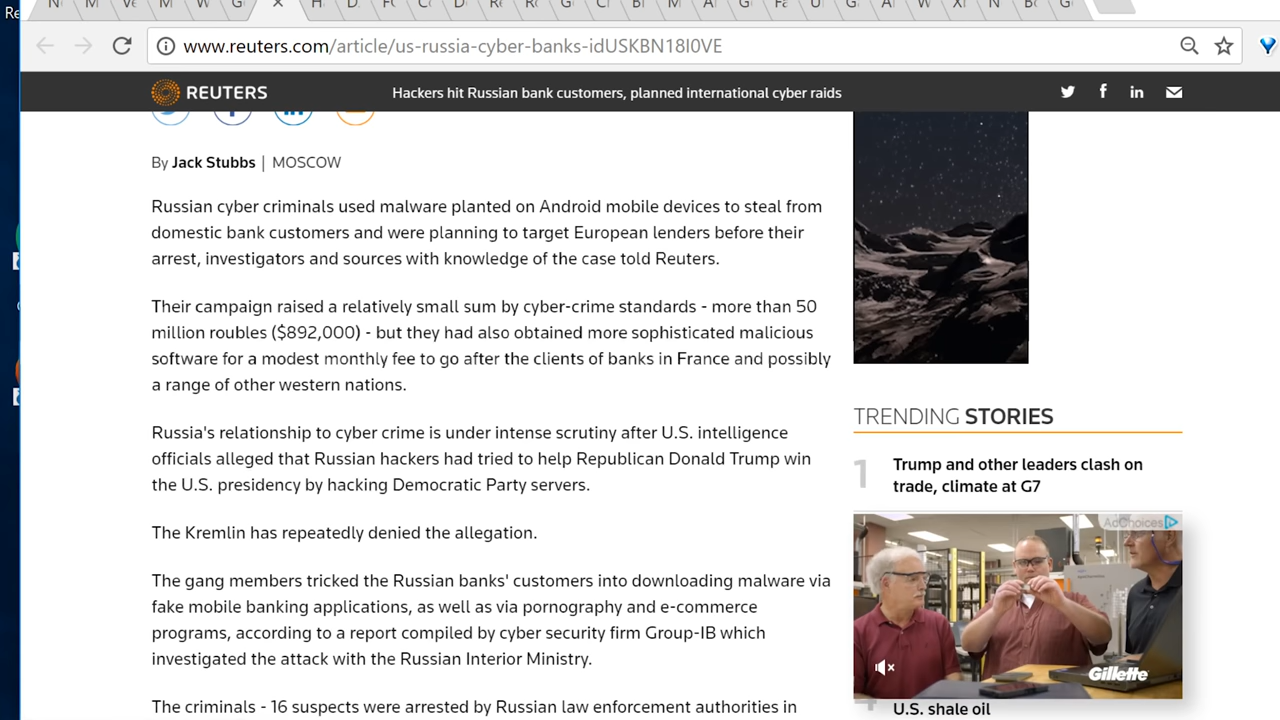 www.reuters.com/article/us-russia-cyber-banks-idUSKBN18I0VE
REUTERS
Hackers hit Russian bank customers, planned international cyber raids
By Jack Stubbs | MOSCOW
Russian cyber criminals used malware planted on Android mobile devices to steal from
domestic bank customers and were planning to target European lenders before their
arrest, investigators and sources with knowledge of the case told Reuters.
Their campaign raised a relatively small sum by cyber-crime standards - more than 50
million roubles ($892,000) - but they had also obtained more sophisticated malicious
software for a modest monthly fee to go after the clients of banks in France and possibly
a range of other western nations.
Russia's relationship to cyber crime is under intense scrutiny after U.S. intelligence
officials alleged that Russian hackers had tried to help Republican Donald Trump win
the U.S. presidency by hacking Democratic Party servers.
The Kremlin has repeatedly denied the allegation.
The gang members tricked the Russian banks' customers into downloading malware via
fake mobile banking applications, as well as via pornography and e-commerce
programs, according to a report compiled by cyber security firm Group-IB which
investigated the attack with the Russian Interior Ministry.
The criminals - 16 suspects were arrested by Russian law enforcement authorities in
TRENDING STORIES
1
Trump and other leaders clash on
trade, climate at G7
AdChoices
Gillette
U.S. shale oil